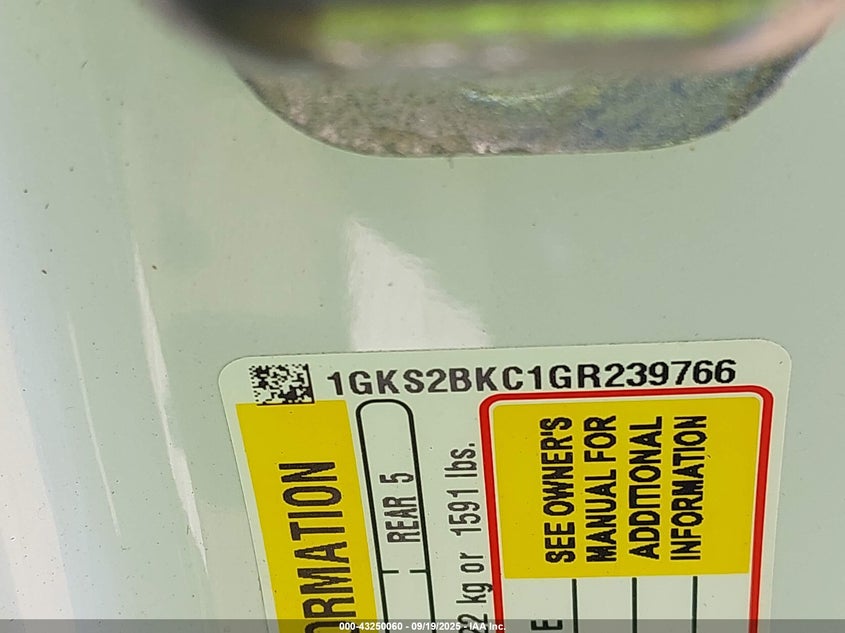 1GKS2BKC1GR239766
ORMATION
REAR 5
2 kg or 1591 lbs.
SEE OWNER'S
MANUAL FOR
ADDITIONAL
INFORMATION
E
000-43250060 - 09/19/2025 - IAA Inc.